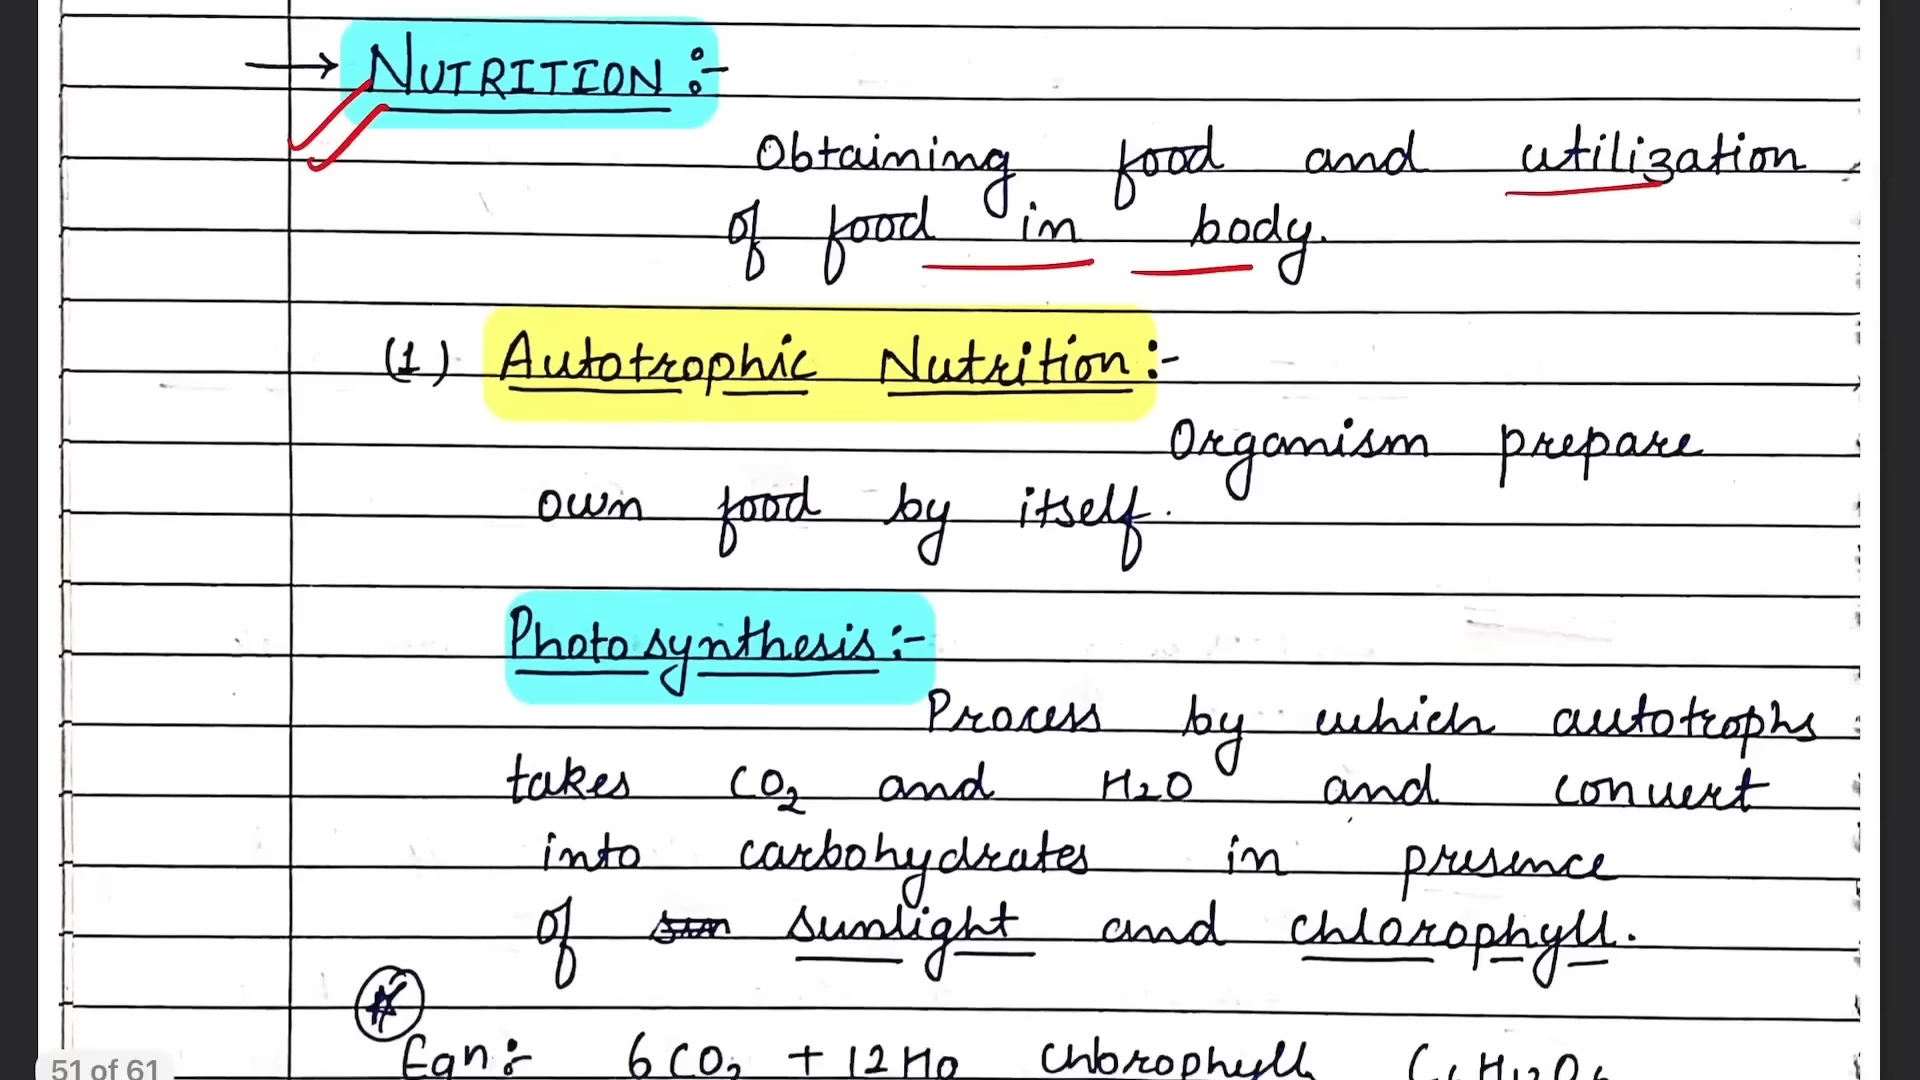 → NUTRITION :-
Obtaining food and utilization
of food in body.
(1) Autotrophic Nutrition :-
Organism prepare
own food by itself.
Photosynthesis :-
Process by which autotrophs
takes CO₂ and H₂O and convert
into carbohydrates in presence
of sunlight and chlorophyll.
Eqn :- 6CO₂ + 12H₂O chlorophyll C₆H₁₂O₆
51 of 61